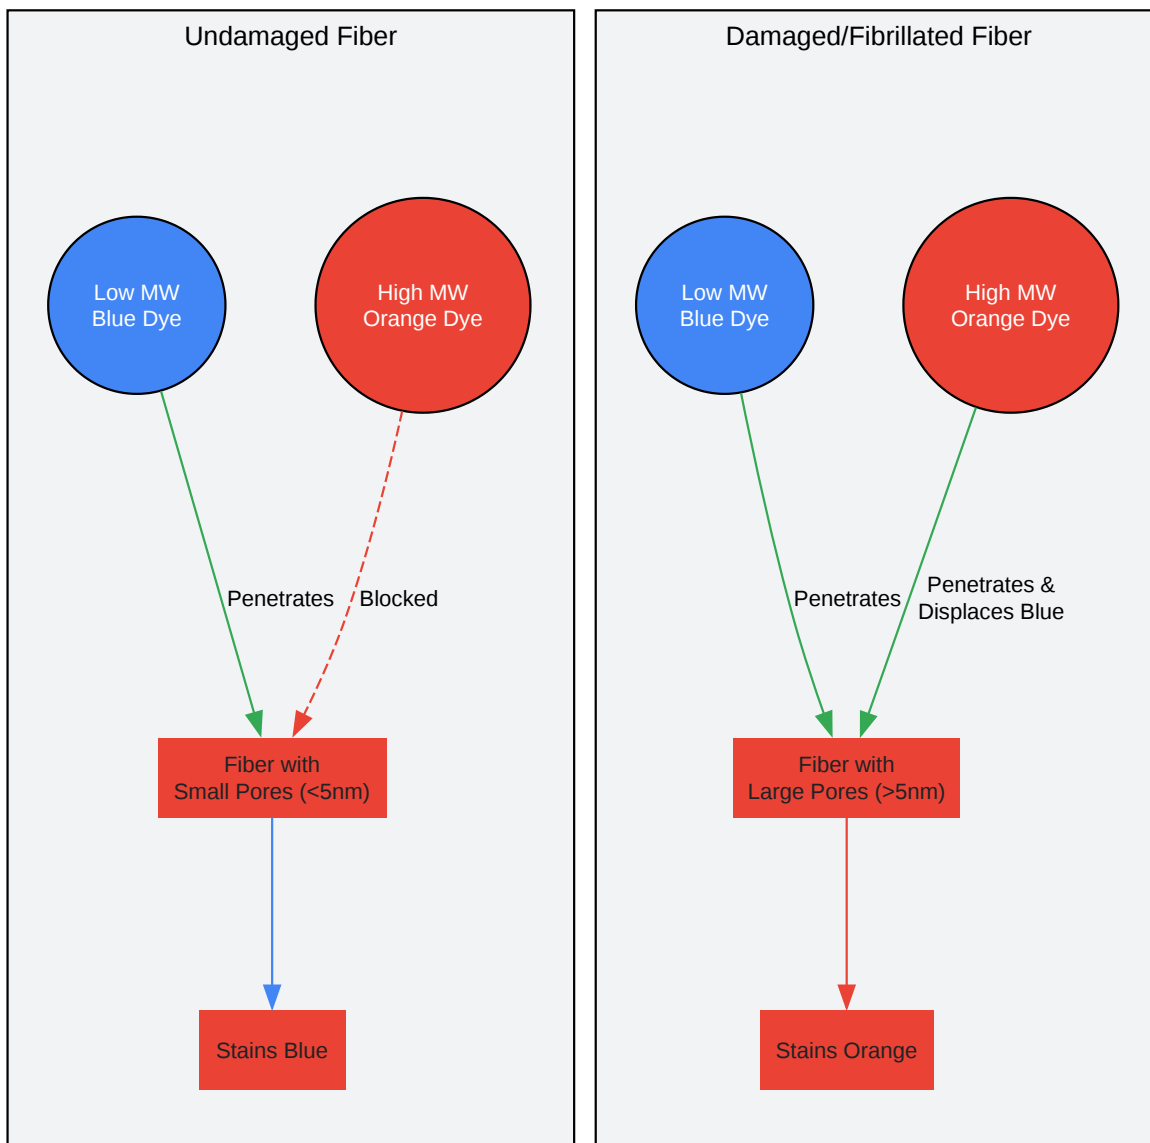 Undamaged Fiber
Low MW
Blue Dye
High MW
Orange Dye
Penetrates
Blocked
Fiber with
Small Pores (<5nm)
Stains Blue
Damaged/Fibrillated Fiber
Low MW
Blue Dye
High MW
Orange Dye
Penetrates
Penetrates &
Displaces Blue
Fiber with
Large Pores (>5nm)
Stains Orange